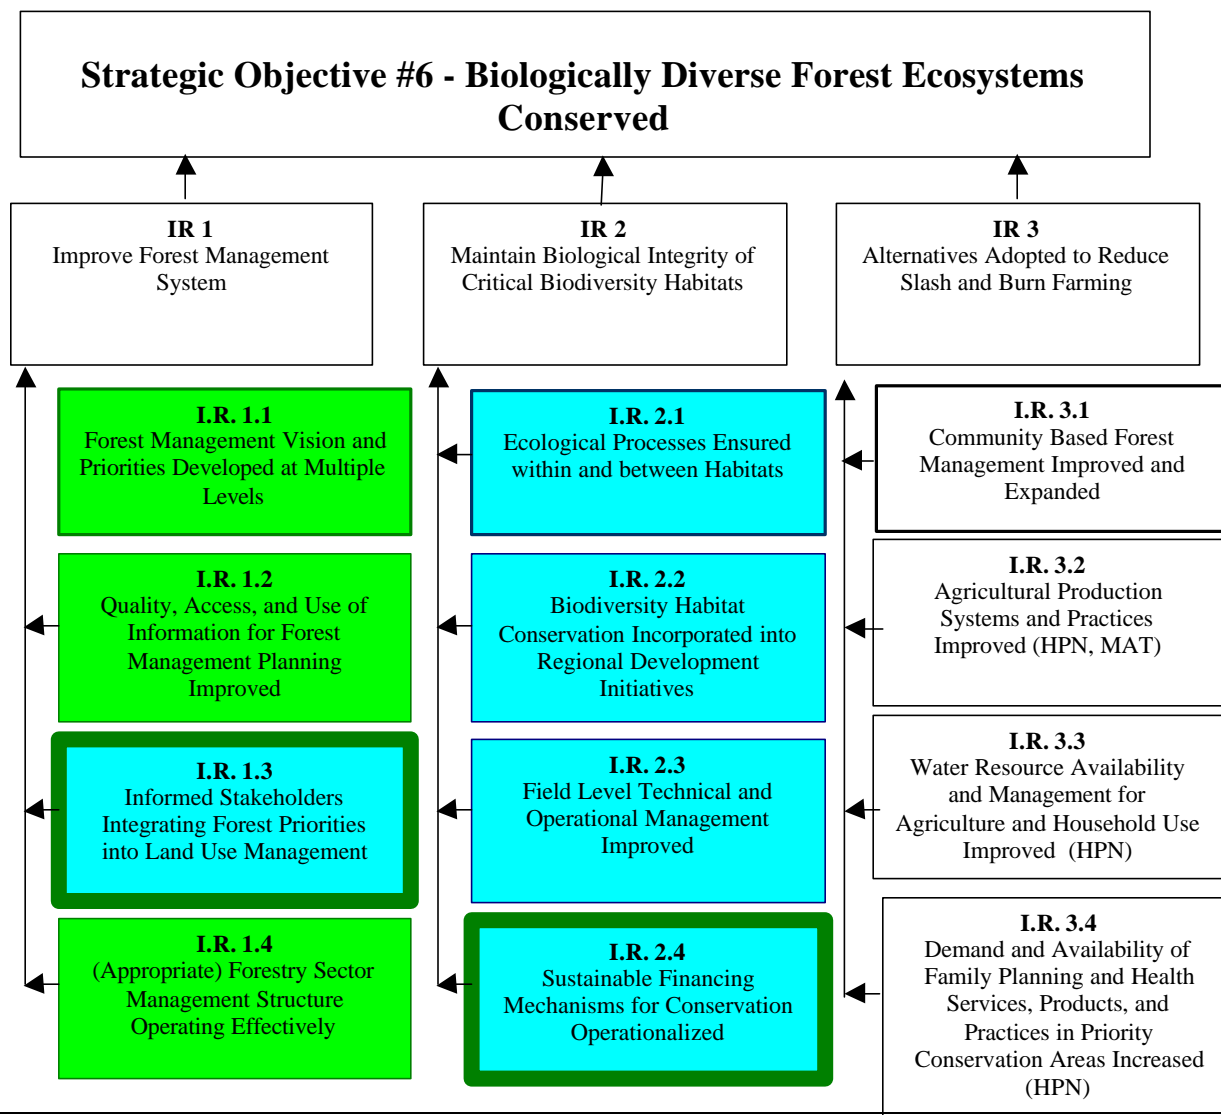 Strategic Objective #6 - Biologically Diverse Forest Ecosystems
Conserved
IR 1
Improve Forest Management
System
IR 2
Maintain Biological Integrity of
Critical Biodiversity Habitats
IR 3
Alternatives Adopted to Reduce
Slash and Burn Farming
I.R. 1.1
Forest Management Vision and
Priorities Developed at Multiple
Levels
I.R. 2.1
Ecological Processes Ensured
within and between Habitats
I.R. 3.1
Community Based Forest
Management Improved and
Expanded
I.R. 1.2
Quality, Access, and Use of
Information for Forest
Management Planning
Improved
I.R. 2.2
Biodiversity Habitat
Conservation Incorporated into
Regional Development
Initiatives
I.R. 3.2
Agricultural Production
Systems and Practices
Improved (HPN, MAT)
I.R. 1.3
Informed Stakeholders
Integrating Forest Priorities
into Land Use Management
I.R. 2.3
Field Level Technical and
Operational Management
Improved
I.R. 3.3
Water Resource Availability
and Management for
Agriculture and Household Use
Improved (HPN)
I.R. 1.4
(Appropriate) Forestry Sector
Management Structure
Operating Effectively
I.R. 2.4
Sustainable Financing
Mechanisms for Conservation
Operationalized
I.R. 3.4
Demand and Availability of
Family Planning and Health
Services, Products, and
Practices in Priority
Conservation Areas Increased
(HPN)